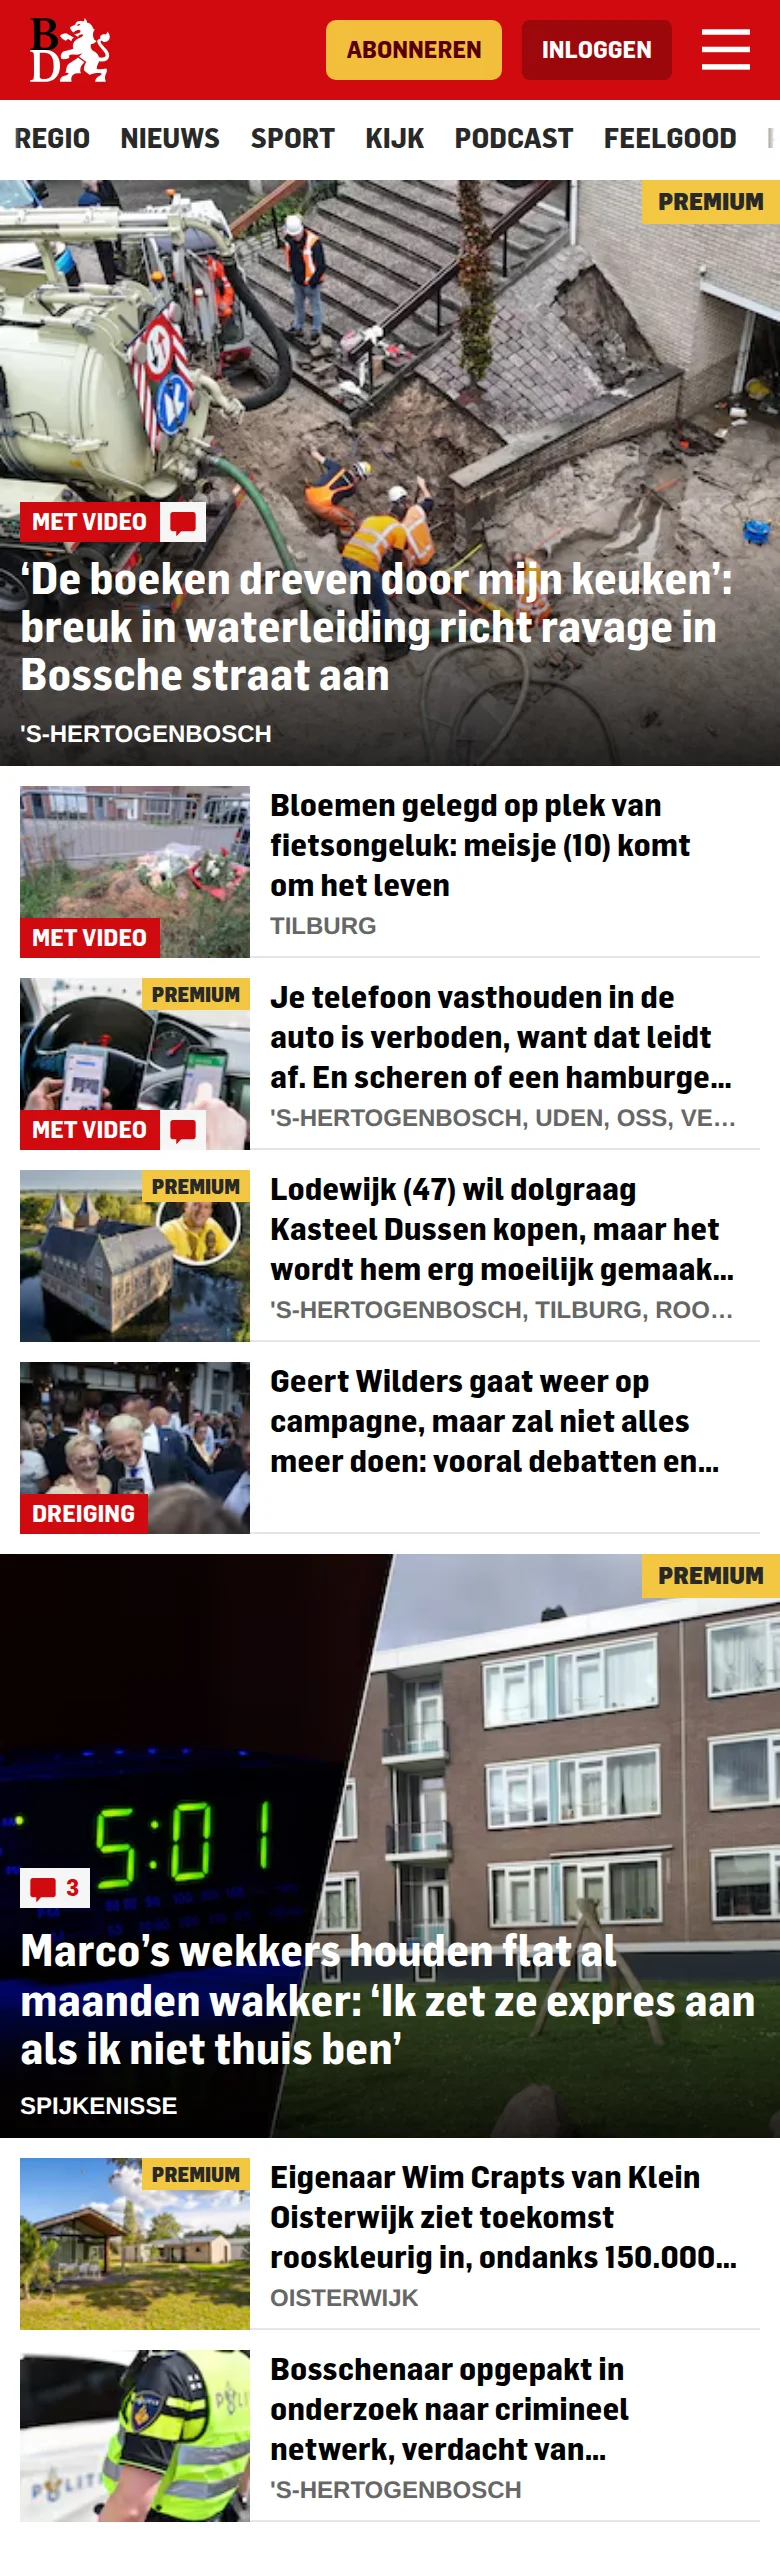 BD
ABONNEREN
INLOGGEN
REGIO NIEUWS SPORT KIJK PODCAST FEELGOOD
PREMIUM
MET VIDEO
‘De boeken dreven door mijn keuken’:
breuk in waterleiding richt ravage in
Bossche straat aan
'S-HERTOGENBOSCH
MET VIDEO
Bloemen gelegd op plek van
fietsongeluk: meisje (10) komt
om het leven
TILBURG
PREMIUM
MET VIDEO
Je telefoon vasthouden in de
auto is verboden, want dat leidt
af. En scheren of een hamburge...
'S-HERTOGENBOSCH, UDEN, OSS, VE...
PREMIUM
Lodewijk (47) wil dolgraag
Kasteel Dussen kopen, maar het
wordt hem erg moeilijk gemaak...
'S-HERTOGENBOSCH, TILBURG, ROO...
DREIGING
Geert Wilders gaat weer op
campagne, maar zal niet alles
meer doen: vooral debatten en...
PREMIUM
5:01
3
Marco’s wekkers houden flat al
maanden wakker: ‘Ik zet ze expres aan
als ik niet thuis ben’
SPIJKENISSE
PREMIUM
Eigenaar Wim Crapts van Klein
Oisterwijk ziet toekomst
rooskleurig in, ondanks 150.000...
OISTERWIJK
Bosschenaar opgepakt in
onderzoek naar crimineel
netwerk, verdacht van...
'S-HERTOGENBOSCH